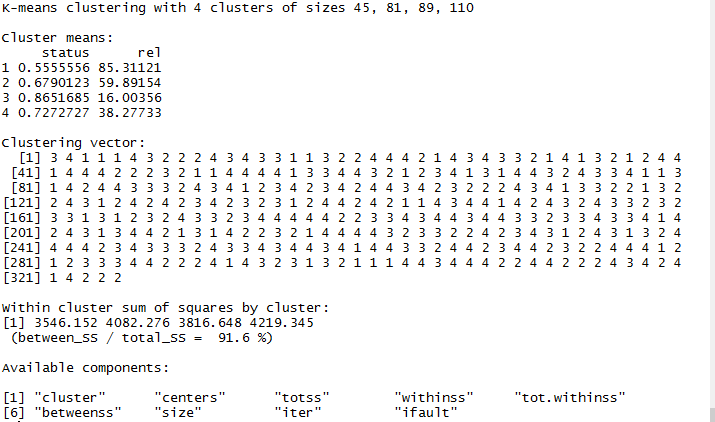 K-means clustering with 4 clusters of sizes 45, 81, 89, 110
Cluster means:
status rel
1 0.5555556 85.31121
2 0.6790123 59.89154
3 0.8651685 16.00356
4 0.7272727 38.27733
Clustering vector:
[1] 3 4 1 1 1 4 3 2 2 2 4 3 4 3 3 1 1 3 2 2 4 4 4 2 1 4 3 4 3 3 2 1 4 1 3 2 1 2 4 4
[41] 1 4 4 4 2 2 2 3 2 1 1 4 4 4 4 1 3 3 4 4 3 2 1 2 3 4 1 3 1 4 4 3 2 4 3 3 4 1 1 3
[81] 1 4 2 4 4 3 3 3 2 4 3 4 1 2 3 4 2 3 4 2 4 4 3 4 2 3 2 2 2 4 3 4 1 3 3 2 2 1 3 2
[121] 2 4 3 1 2 4 2 4 2 3 4 2 3 2 3 1 2 4 4 2 4 2 1 1 4 3 4 4 1 4 2 4 3 2 4 3 3 2 3 2
[161] 3 3 1 3 1 2 3 2 4 3 3 2 3 4 4 4 4 4 2 2 3 3 4 3 4 4 3 4 4 3 3 2 3 3 4 3 3 4 1 4
[201] 2 4 3 1 3 4 4 2 1 3 1 4 2 2 3 2 1 4 4 4 4 3 2 3 3 2 2 4 2 3 4 3 1 2 4 3 1 3 2 4
[241] 4 4 4 2 3 4 3 3 3 2 4 3 3 4 3 4 4 3 4 1 4 4 3 3 2 4 4 2 3 4 4 2 3 2 2 4 4 4 1 2
[281] 1 2 3 3 3 4 4 2 2 2 4 1 4 3 2 3 1 3 2 1 1 1 4 4 3 4 4 4 2 2 4 4 2 2 2 4 3 4 2 4
[321] 1 4 2 2 2
Within cluster sum of squares by cluster:
[1] 3546.152 4082.276 3816.648 4219.345
(between_SS / total_SS = 91.6 %)
Available components:
[1] "cluster" "centers" "totss" "withinss" "tot.withinss"
[6] "betweenss" "size" "iter" "ifault"